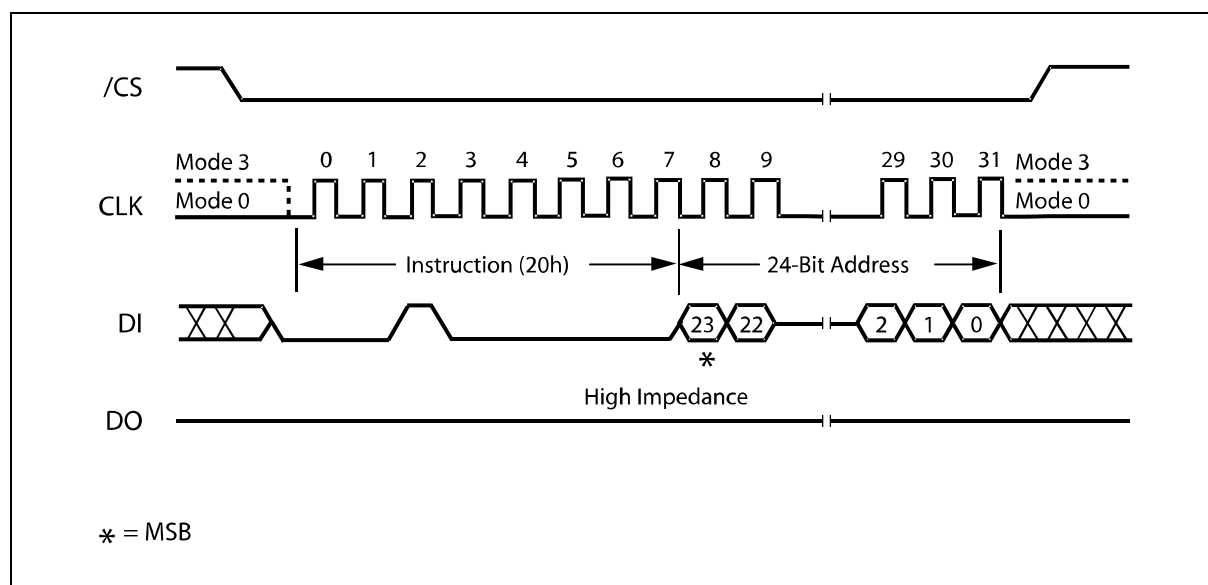 /CS
Mode 3 0 1 2 3 4 5 6 7 8 9 29 30 31 Mode 3
CLK Mode 0 Mode 0
Instruction (20h) 24-Bit Address
DI 23 22 2 1 0
*
High Impedance
DO
* = MSB